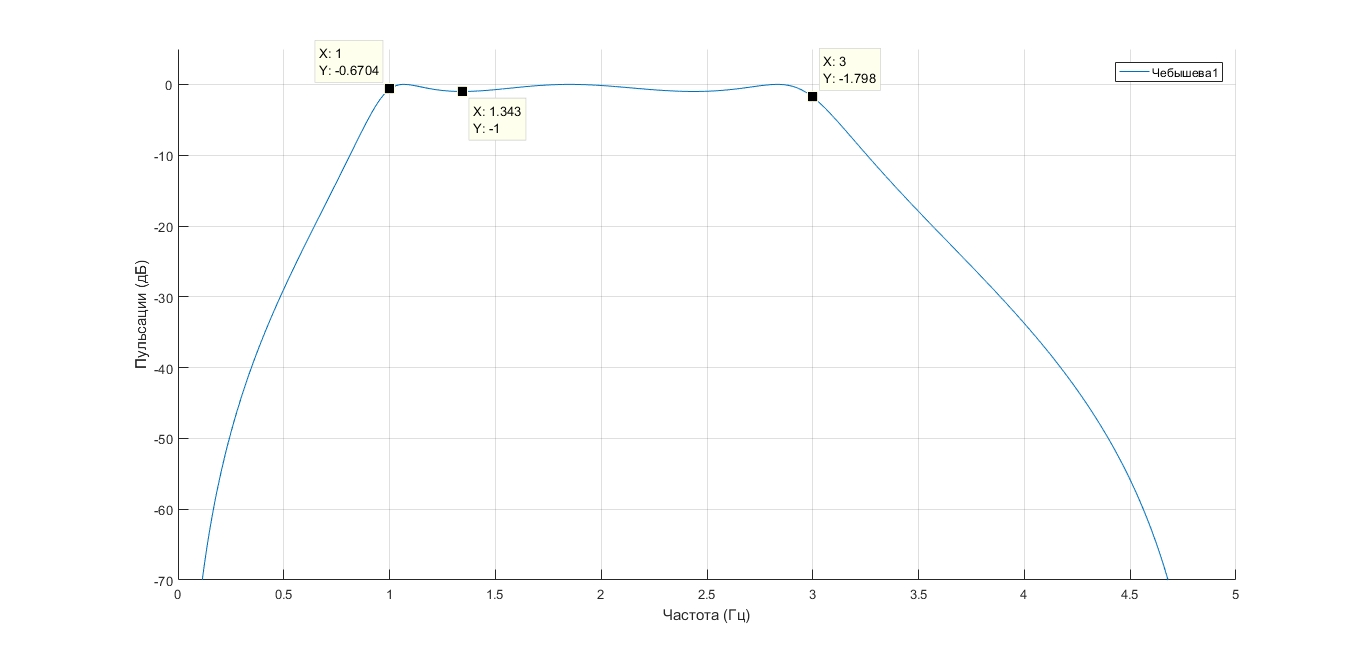 X: 1
Y: -0.6704
X: 3
Y: -1.798
Чебышева1
X: 1.343
Y: -1
0
-10
-20
-30
-40
-50
-60
-70
Пульсации (дБ)
0
0.5
1
1.5
2
2.5
3
3.5
4
4.5
5
Частота (Гц)